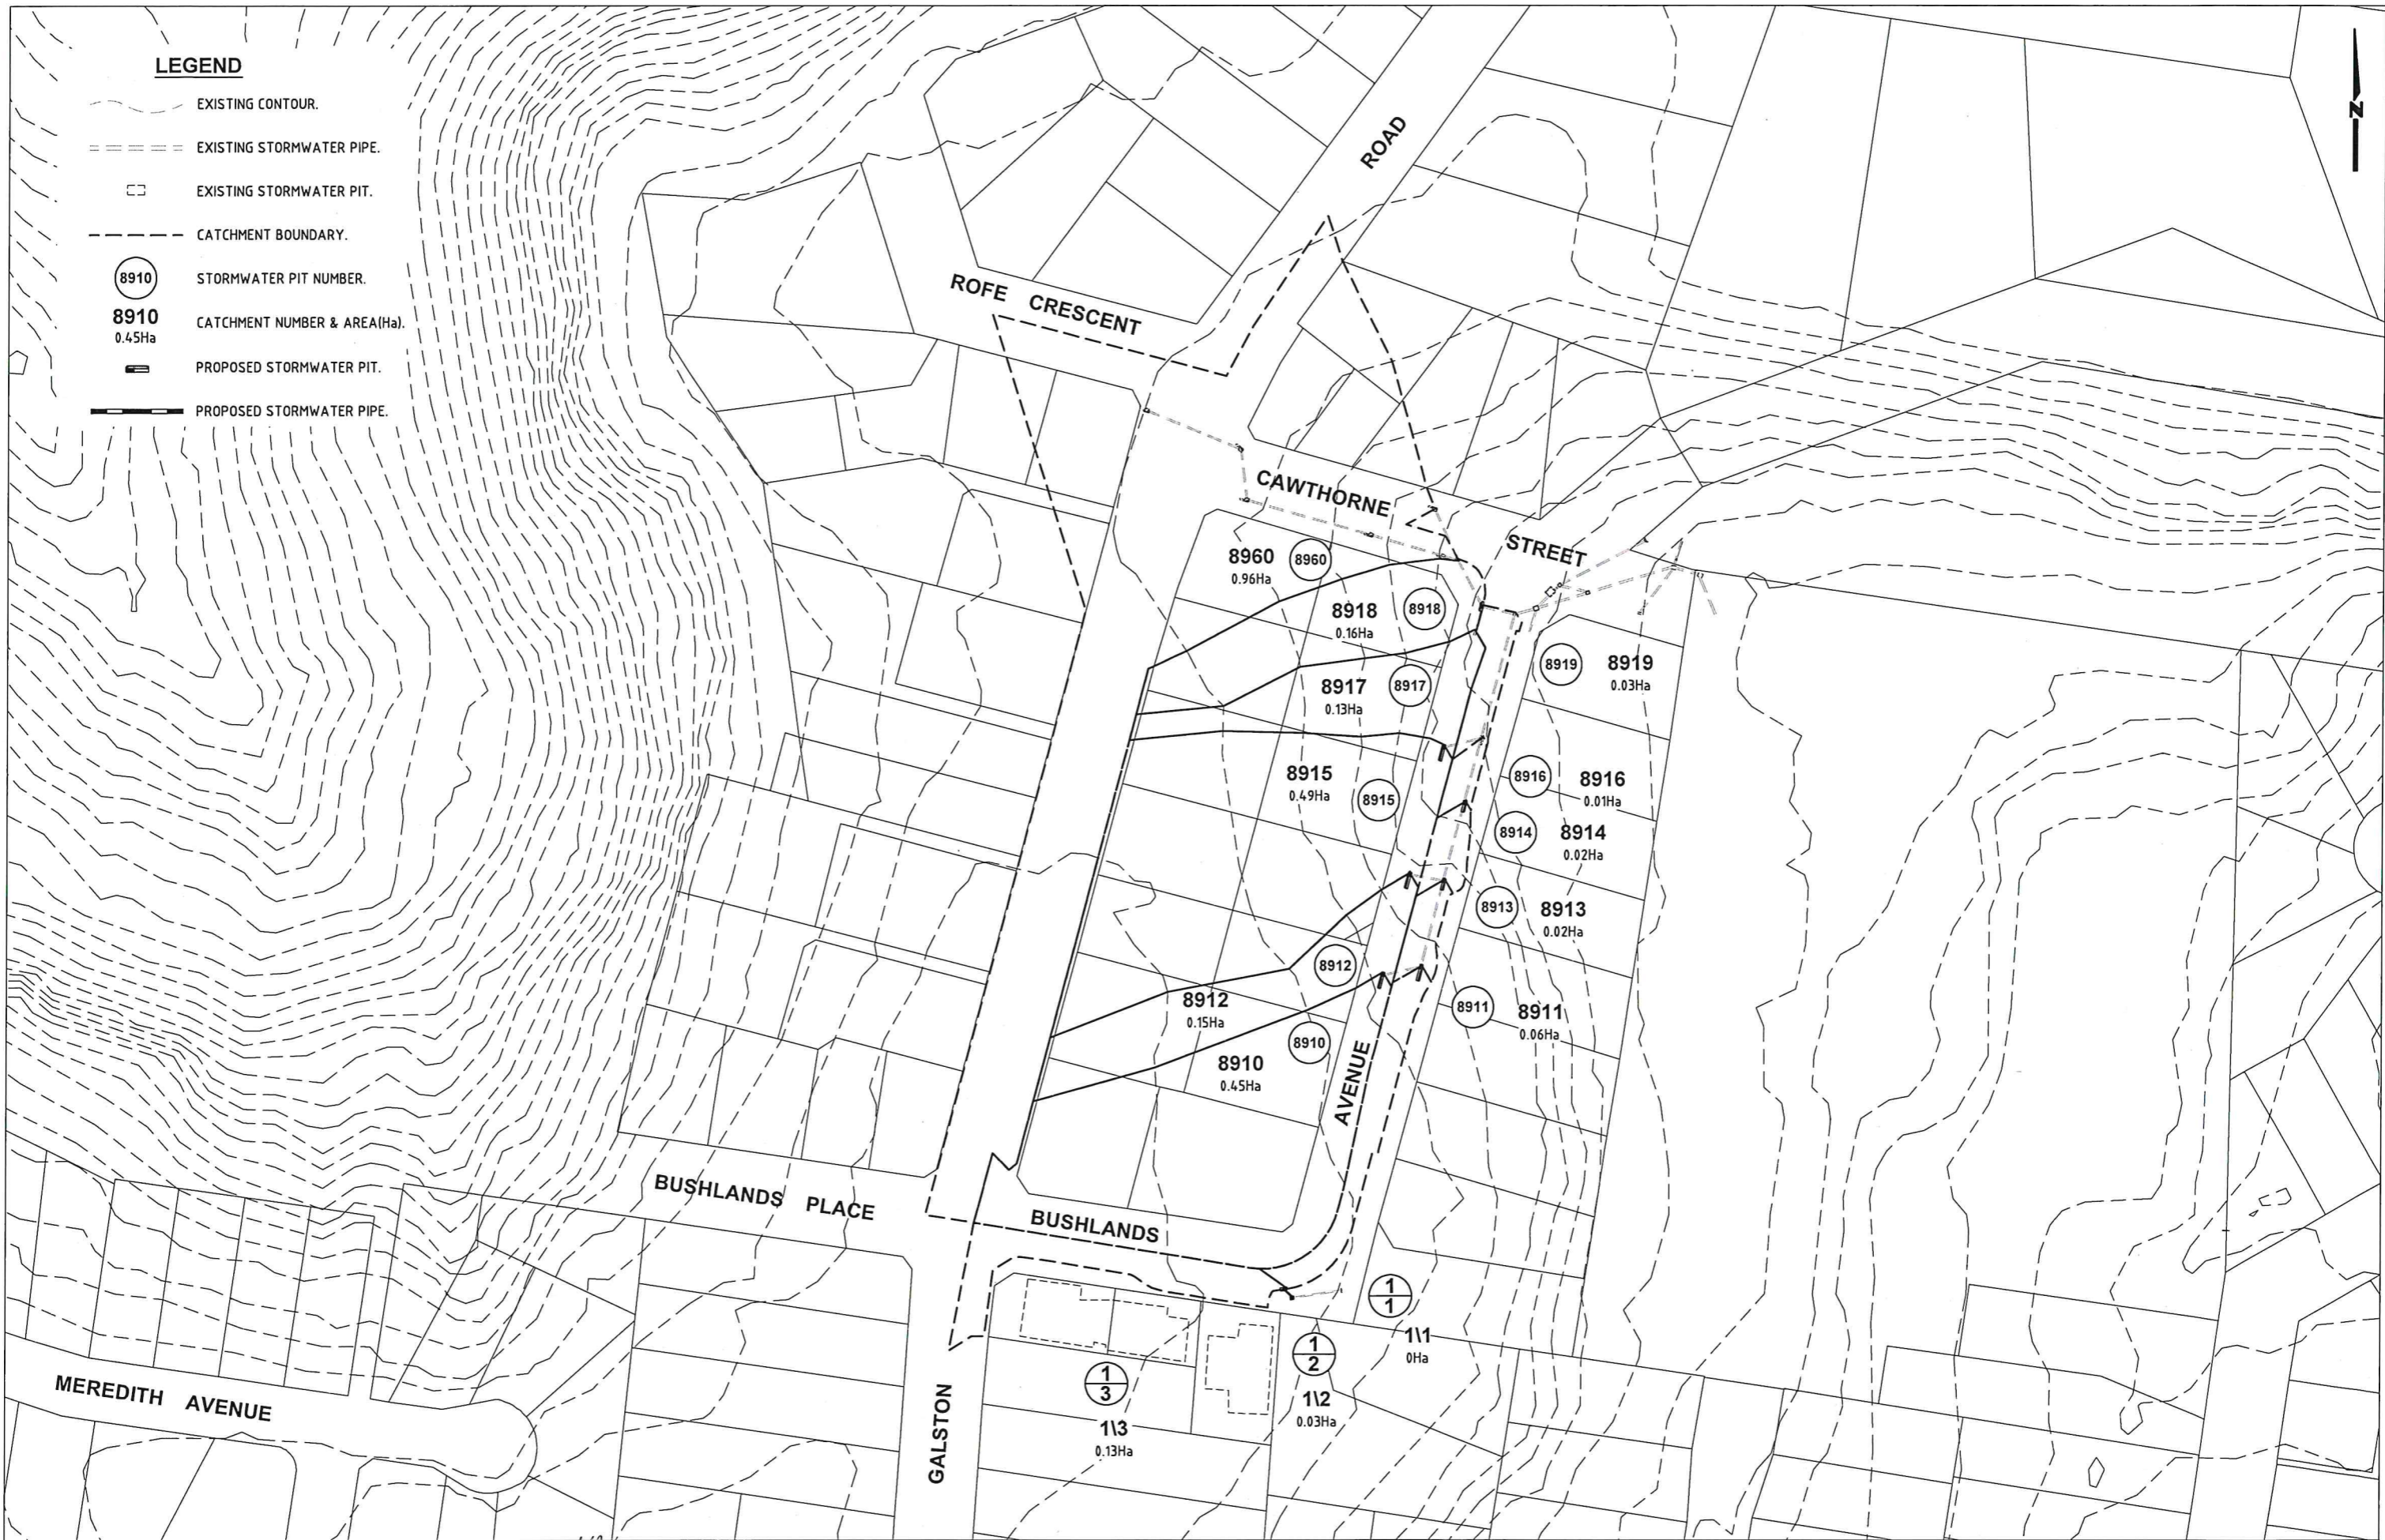 LEGEND
EXISTING CONTOUR.
EXISTING STORMWATER PIPE.
EXISTING STORMWATER PIT.
CATCHMENT BOUNDARY.
8910
STORMWATER PIT NUMBER.
8910
0.45Ha
CATCHMENT NUMBER & AREA(Ha).
PROPOSED STORMWATER PIT.
PROPOSED STORMWATER PIPE.
N
ROAD
ROFE CRESCENT
CAWTHORNE
STREET
8960
0.96Ha
8960
8918
0.16Ha
8918
8917
0.13Ha
8917
8919
8919
0.03Ha
8915
0.49Ha
8915
8916
8916
0.01Ha
8914
8914
0.02Ha
8913
8913
0.02Ha
8912
8912
0.15Ha
8911
8911
0.06Ha
8910
8910
0.45Ha
AVENUE
BUSHLANDS PLACE
BUSHLANDS
1
1
1\1
0Ha
1
2
1\2
0.03Ha
1
3
1\3
0.13Ha
MEREDITH AVENUE
GALSTON